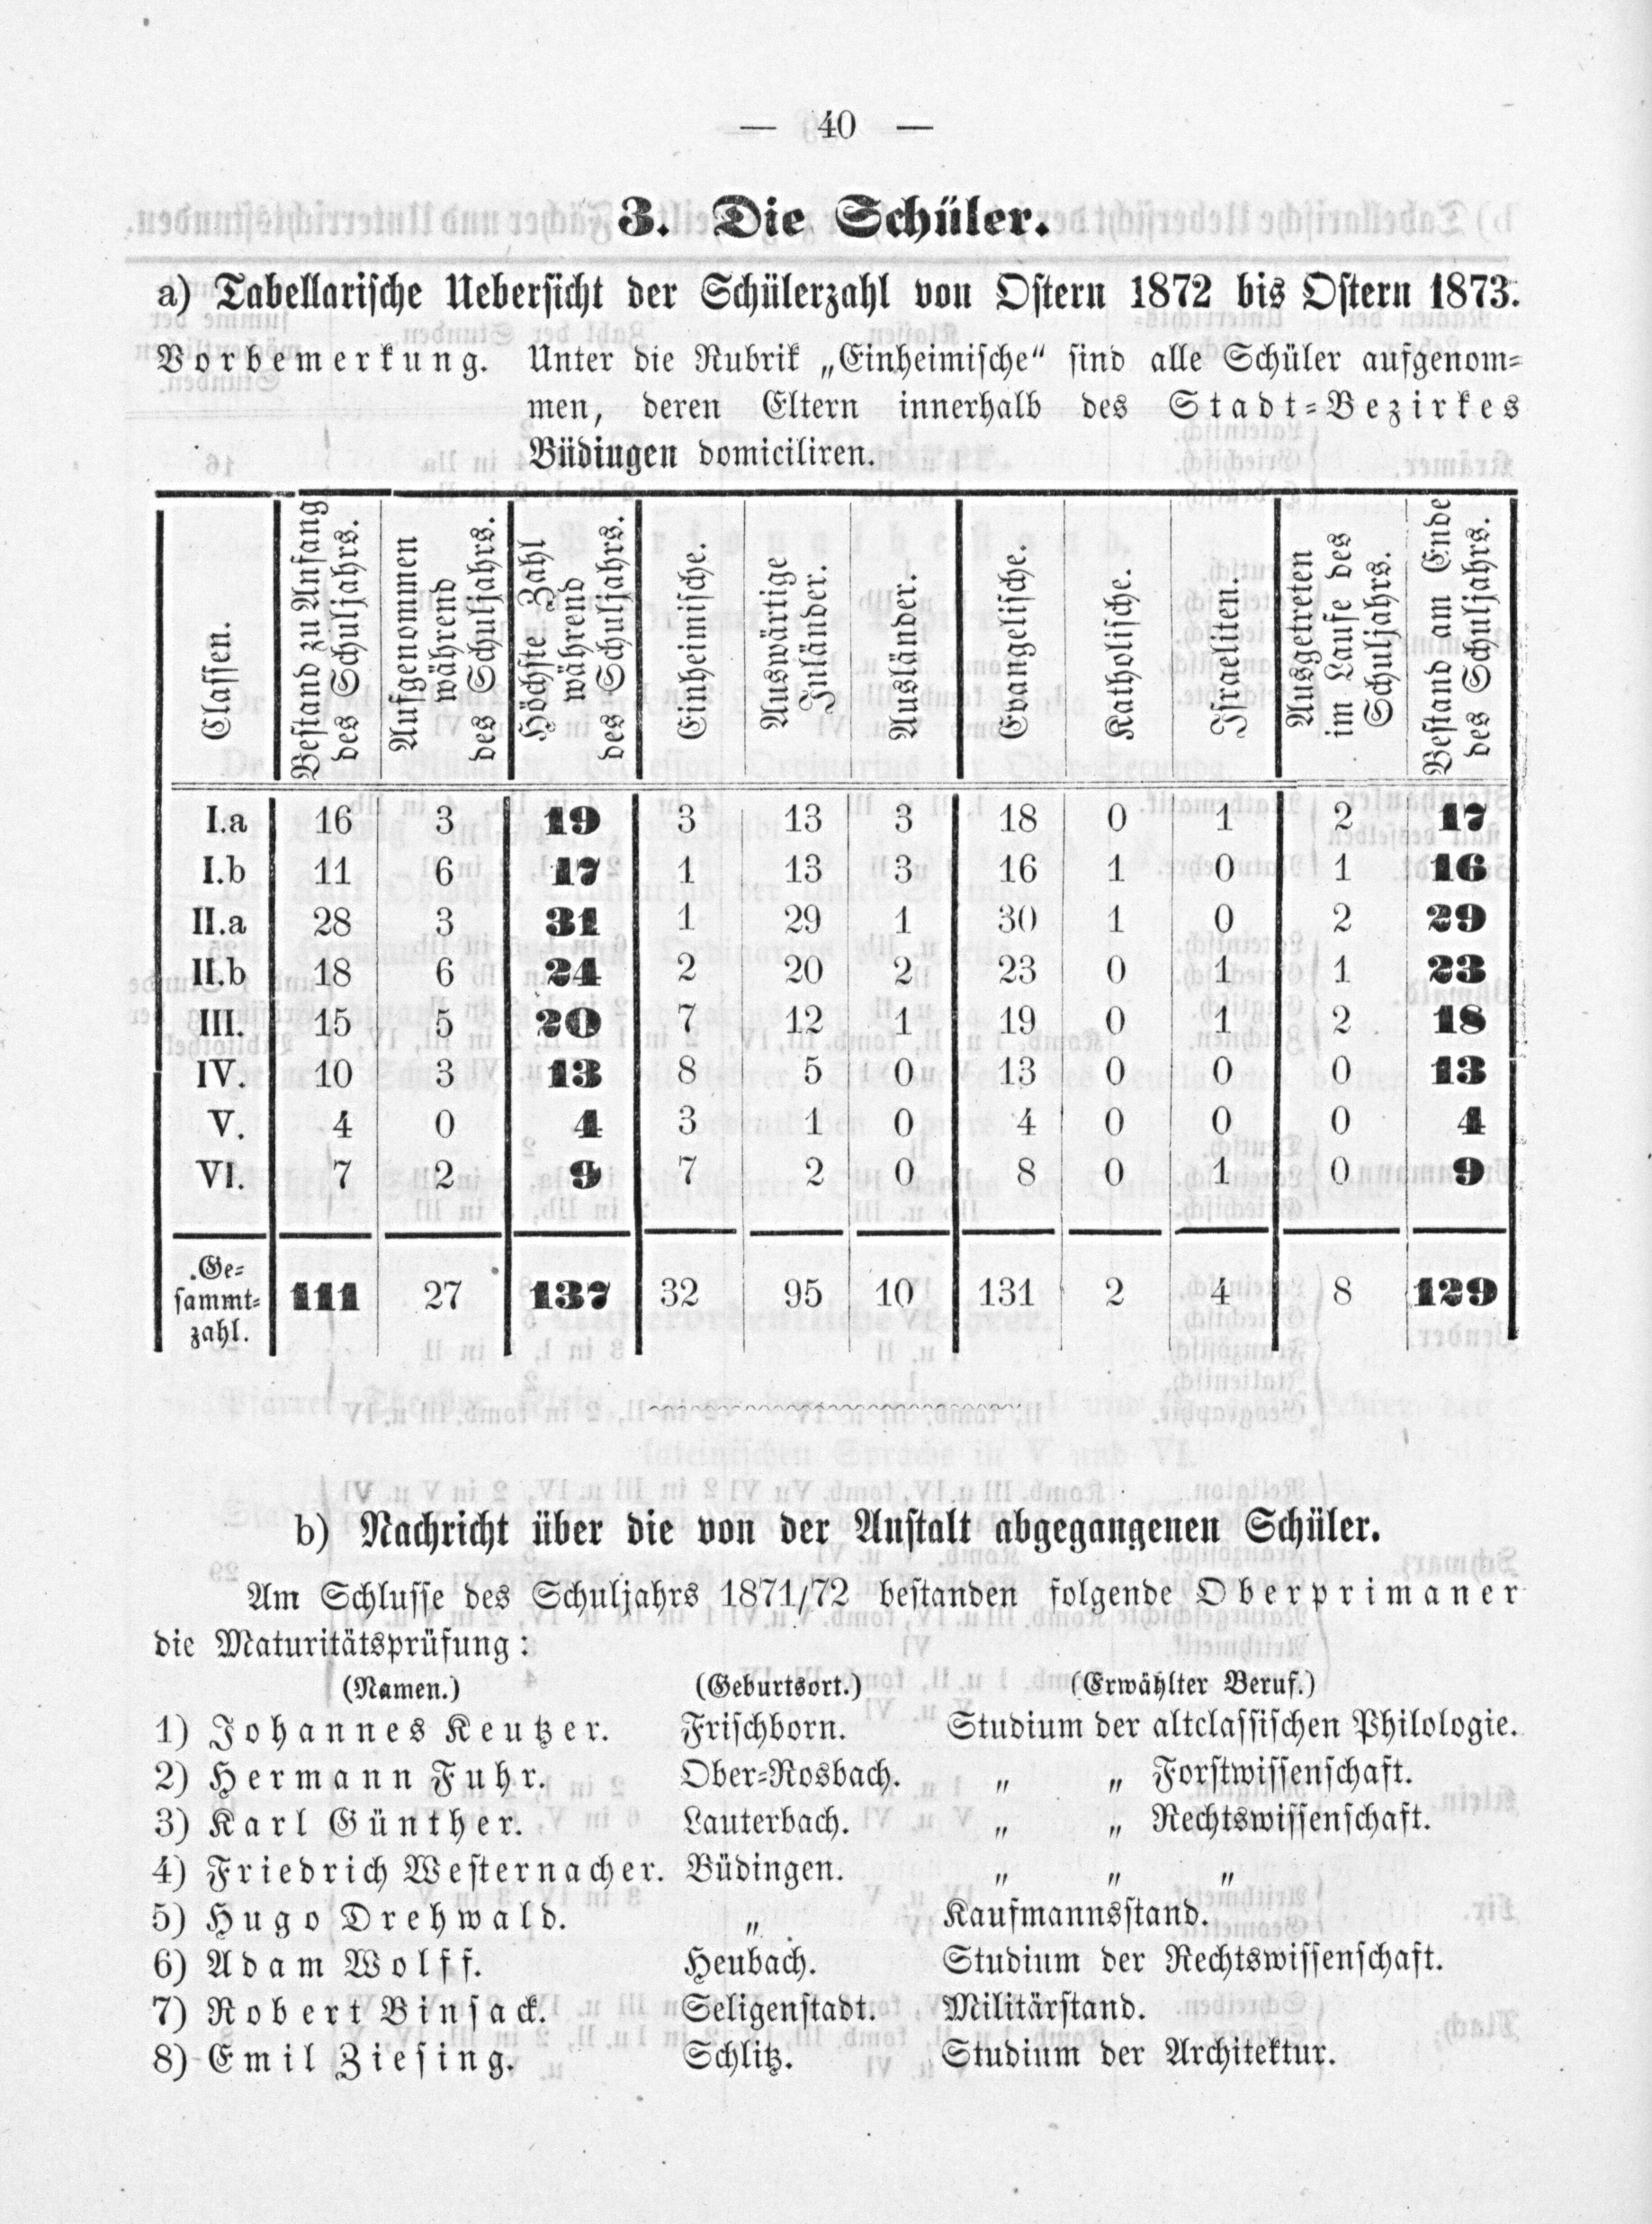 — 40 —
3. Die Schüler.
a) Tabellarische Uebersicht der Schülerzahl von Ostern 1872 bis Ostern 1873.
Vorbemerkung. Unter die Rubrik „Einheimische“ sind alle Schüler aufgenom=
men, deren Eltern innerhalb des Stadt=Bezirkes
Büdingen domiciliren.
Classen.
Bestand zu Anfang
des Schuljahrs.
Aufgenommen
während
des Schuljahrs.
Höchste Zahl
während
des Schuljahrs.
Einheimische.
Auswärtige
Inländer.
Ausländer.
Evangelische.
Katholische.
Israeliten.
Ausgetreten
im Laufe des
Schuljahrs.
Bestand am Ende
des Schuljahrs.
I.a 16 3 19 3 13 3 18 0 1 2 17
I.b 11 6 17 1 13 3 16 1 0 1 16
II.a 28 3 31 1 29 1 30 1 0 2 29
II.b 18 6 24 2 20 2 23 0 1 1 23
III. 15 5 20 7 12 1 19 0 1 2 18
IV. 10 3 13 8 5 0 13 0 0 0 13
V. 4 0 4 3 1 0 4 0 0 0 4
VI. 7 2 9 7 2 0 8 0 1 0 9
Ge=
sammt=
zahl.
111 27 137 32 95 10 131 2 4 8 129
b) Nachricht über die von der Anstalt abgegangenen Schüler.
Am Schlusse des Schuljahrs 1871/72 bestanden folgende Oberprimaner
die Maturitätsprüfung:
(Namen.) (Geburtsort.) (Erwählter Beruf.)
1) Johannes Keutzer. Frischborn. Studium der altclassischen Philologie.
2) Hermann Fuhr. Ober=Rosbach. „ „ Forstwissenschaft.
3) Karl Günther. Lauterbach. „ „ Rechtswissenschaft.
4) Friedrich Westernacher. Büdingen. „ „ „
5) Hugo Drehwald. „ Kaufmannsstand.
6) Adam Wolff. Heubach. Studium der Rechtswissenschaft.
7) Robert Binsack. Seligenstadt. Militärstand.
8) Emil Ziesing. Schlitz. Studium der Architektur.